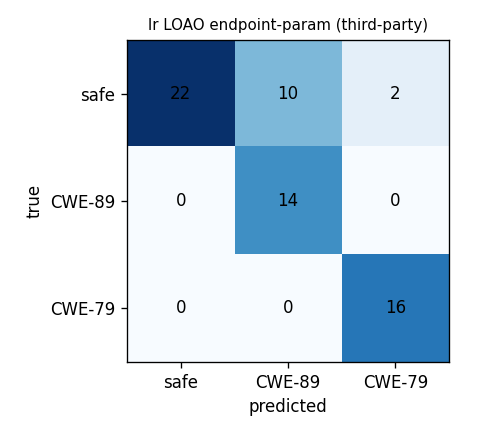 lr LOAO endpoint-param (third-party)
safe 22 10 2
true
CWE-89 0 14 0
CWE-79 0 0 16
safe CWE-89 CWE-79
predicted